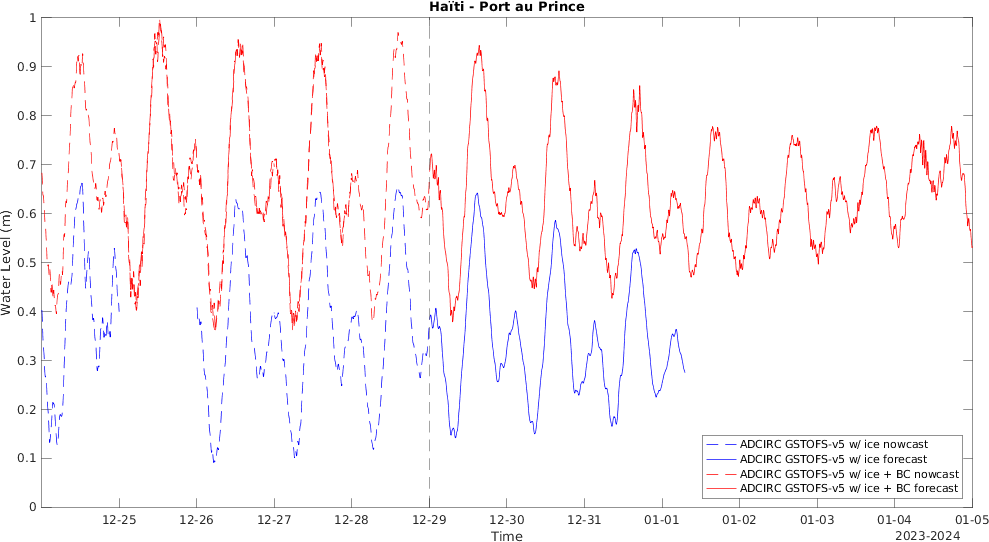 Haïti - Port au Prince
1
0.9
0.8
0.7
0.6
0.5
0.4
0.3
0.2
0.1
0
Water Level (m)
ADCIRC GSTOFS-v5 w/ ice nowcast
ADCIRC GSTOFS-v5 w/ ice forecast
ADCIRC GSTOFS-v5 w/ ice + BC nowcast
ADCIRC GSTOFS-v5 w/ ice + BC forecast
12-25 12-26 12-27 12-28 12-29 12-30 12-31 01-01 01-02 01-03 01-04 01-05
Time
2023-2024